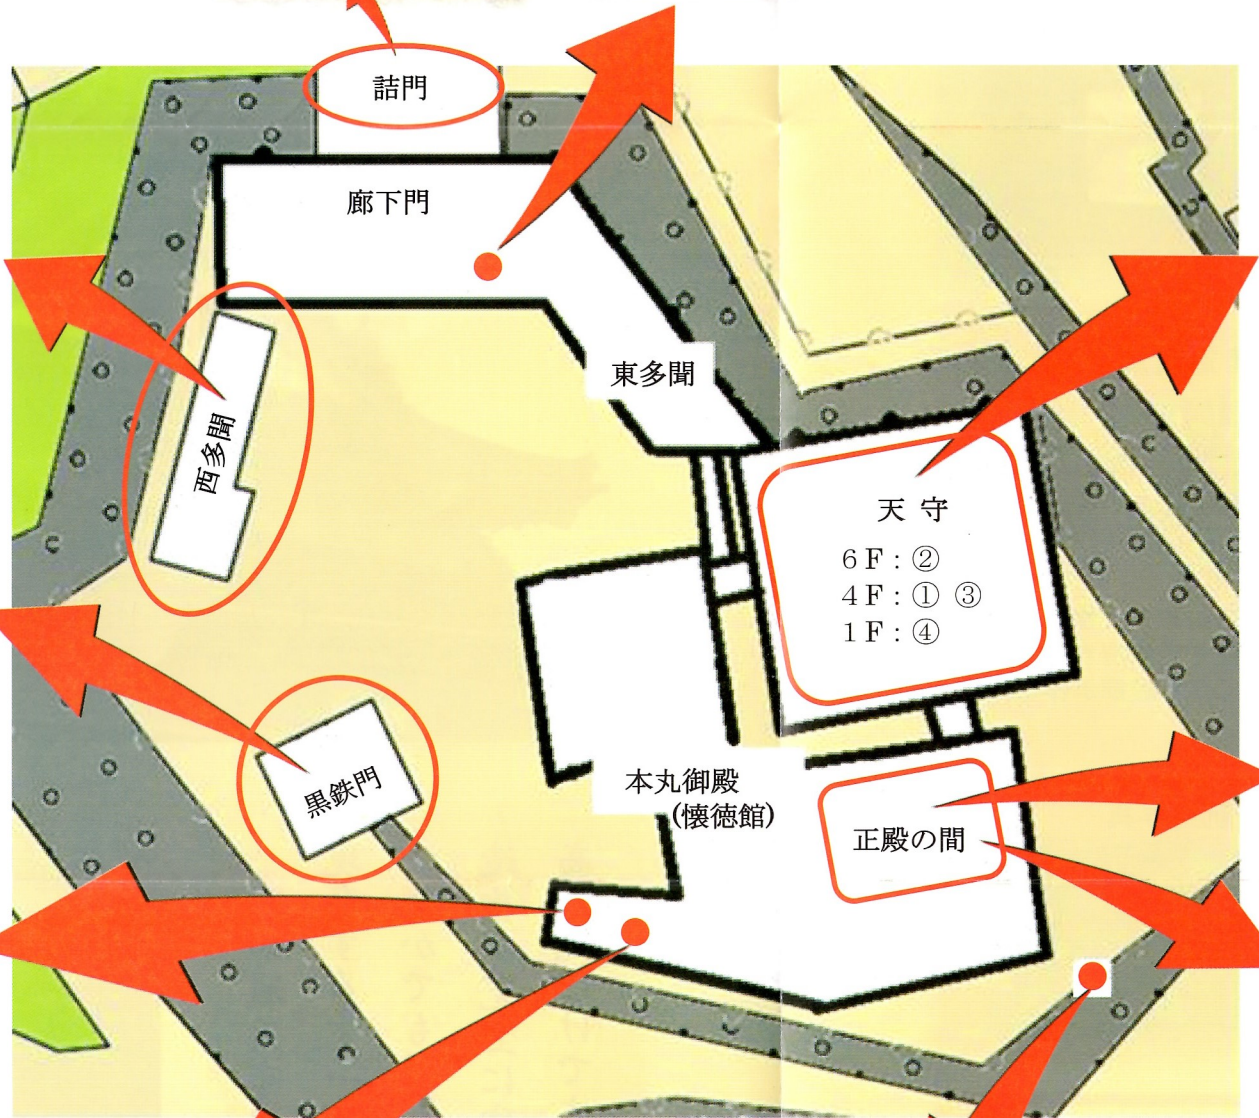 詰門
廊下門
東多聞
西多聞
天守
6F:②
4F:① ③
1F:④
黒鉄門
本丸御殿
(懐徳館)
正殿の間